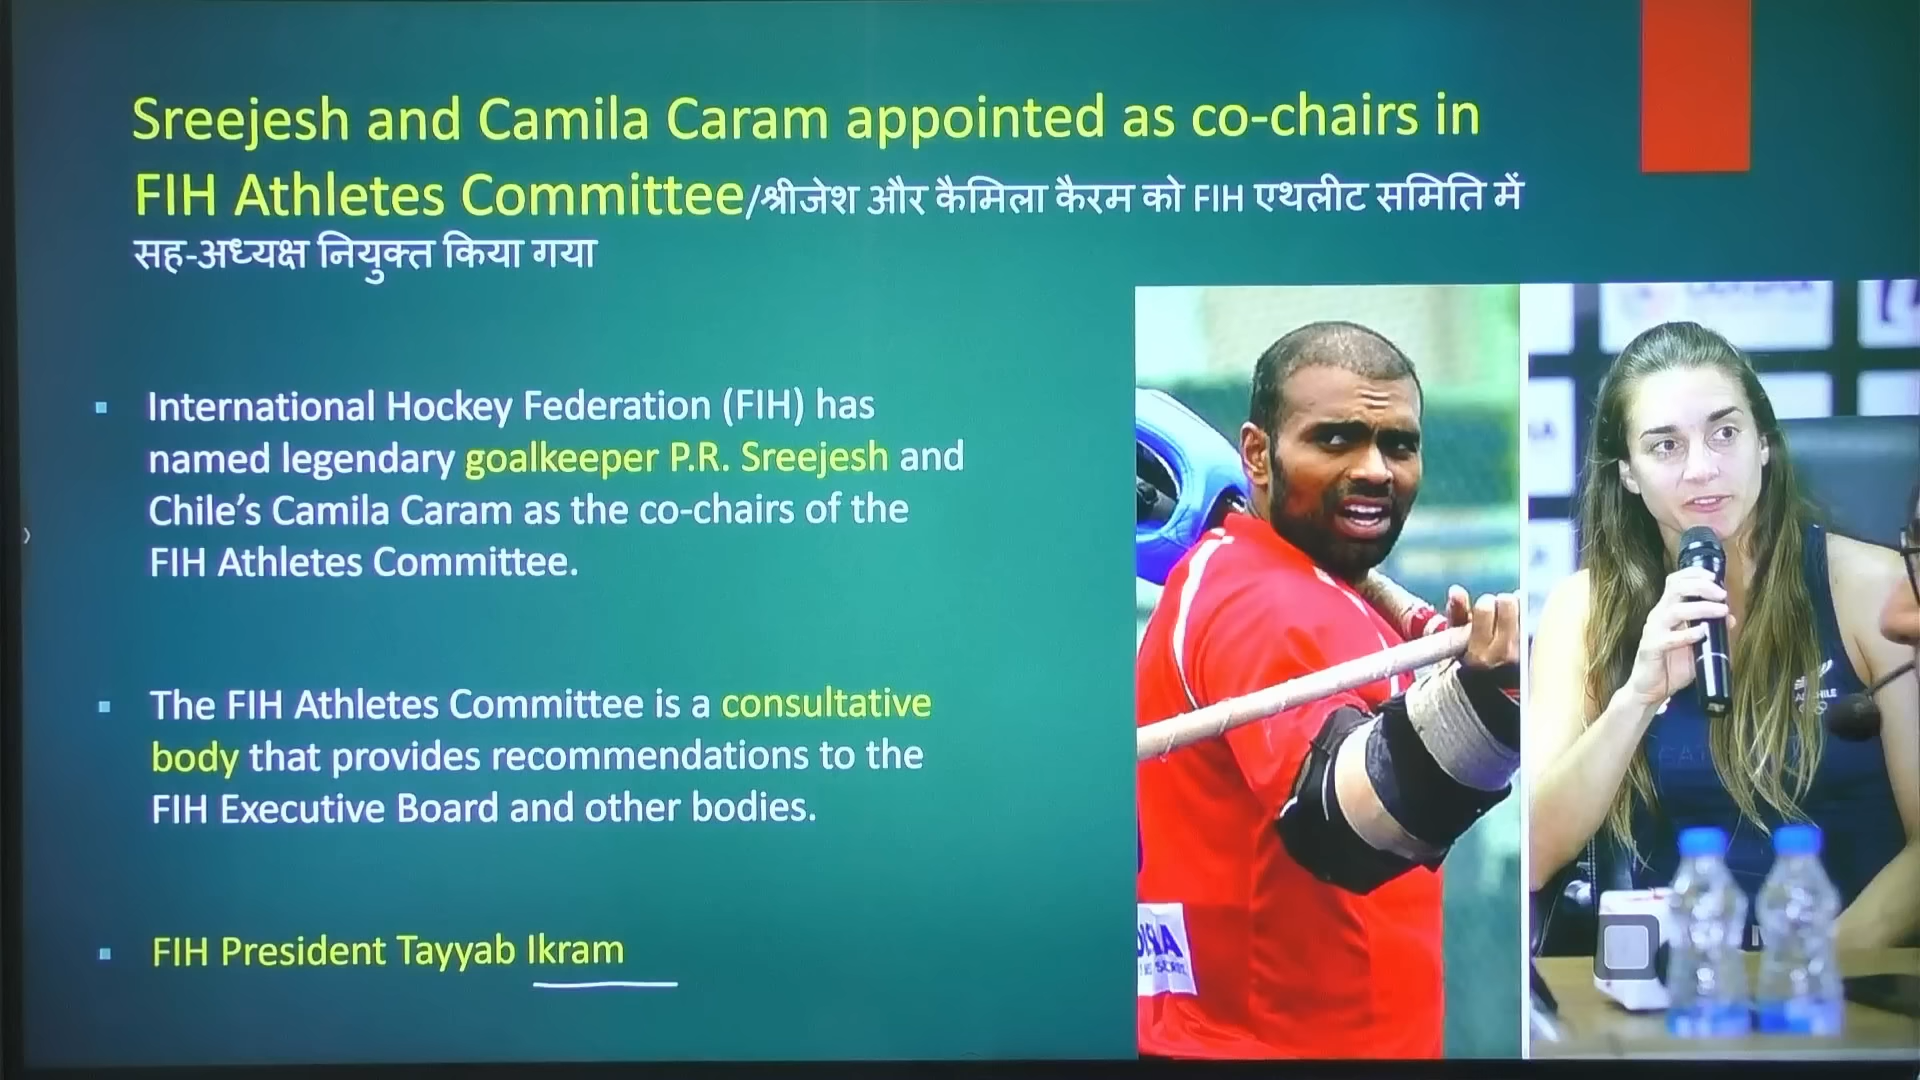 Sreejesh and Camila Caram appointed as co-chairs in
FIH Athletes Committee/श्रीजेश और कैमिला कैरम को FIH एथलीट समिति में
सह-अध्यक्ष नियुक्त किया गया
International Hockey Federation (FIH) has
named legendary goalkeeper P.R. Sreejesh and
Chile’s Camila Caram as the co-chairs of the
FIH Athletes Committee.
The FIH Athletes Committee is a consultative
body that provides recommendations to the
FIH Executive Board and other bodies.
FIH President Tayyab Ikram